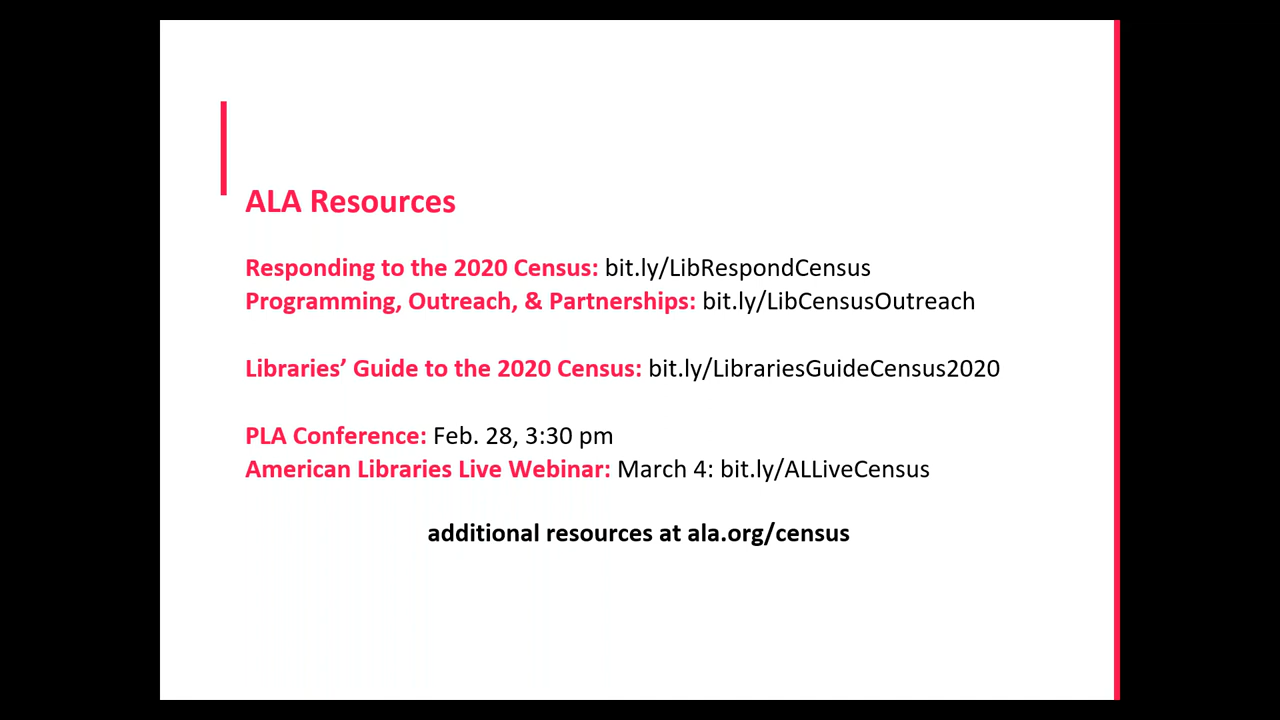 ALA Resources
Responding to the 2020 Census: bit.ly/LibRespondCensus
Programming, Outreach, & Partnerships: bit.ly/LibCensusOutreach
Libraries’ Guide to the 2020 Census: bit.ly/LibrariesGuideCensus2020
PLA Conference: Feb. 28, 3:30 pm
American Libraries Live Webinar: March 4: bit.ly/ALLiveCensus
additional resources at ala.org/census